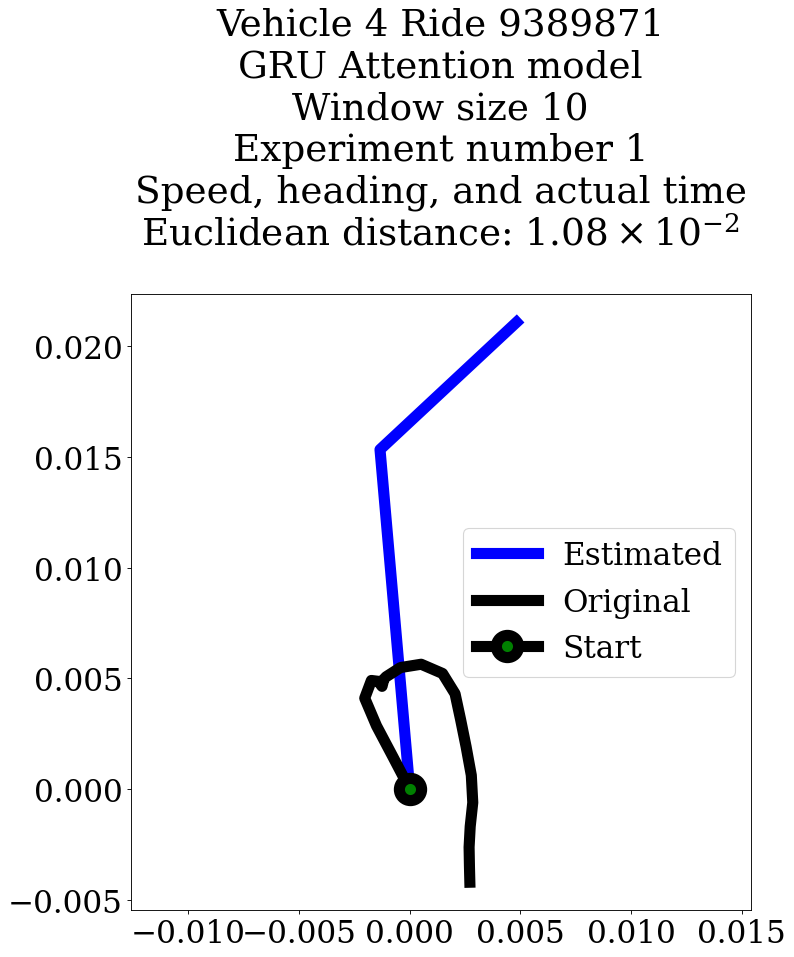 Vehicle 4 Ride 9389871
GRU Attention model
Window size 10
Experiment number 1
Speed, heading, and actual time
Euclidean distance: 1.08 × 10⁻²
0.020
0.015
0.010
0.005
0.000
−0.005
Estimated
Original
Start
−0.010 −0.005 0.000 0.005 0.010 0.015